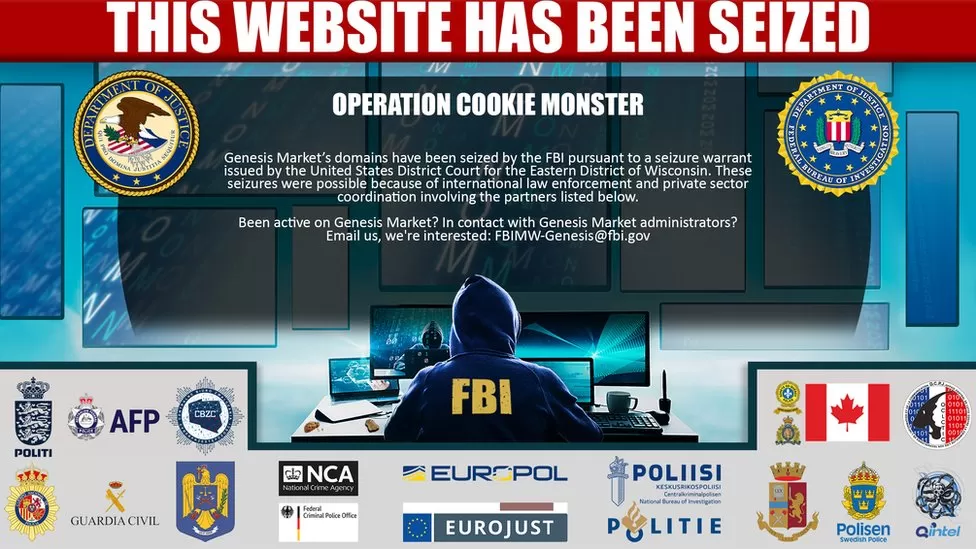 THIS WEBSITE HAS BEEN SEIZED
DEPARTMENT OF JUSTICE
QUI PRO DOMINA JUSTITIA SEQUITUR
DEPARTMENT OF JUSTICE
FEDERAL BUREAU OF INVESTIGATION
OPERATION COOKIE MONSTER
Genesis Market's domains have been seized by the FBI pursuant to a seizure warrant
issued by the United States District Court for the Eastern District of Wisconsin. These
seizures were possible because of international law enforcement and private sector
coordination involving the partners listed below.
Been active on Genesis Market? In contact with Genesis Market administrators?
Email us, we're interested: FBIMW-Genesis@fbi.gov
FBI
POLITI
AFP
CBZC
GUARDIA CIVIL
NCA
National Crime Agency
Federal
Criminal Police Office
EUROPOL
EUROJUST
POLIISI
KESKUSRIKOSPOLIISI
Centralkriminalpolisen
National Bureau of Investigation
POLITIE
Polisen
Swedish Police
Qintel